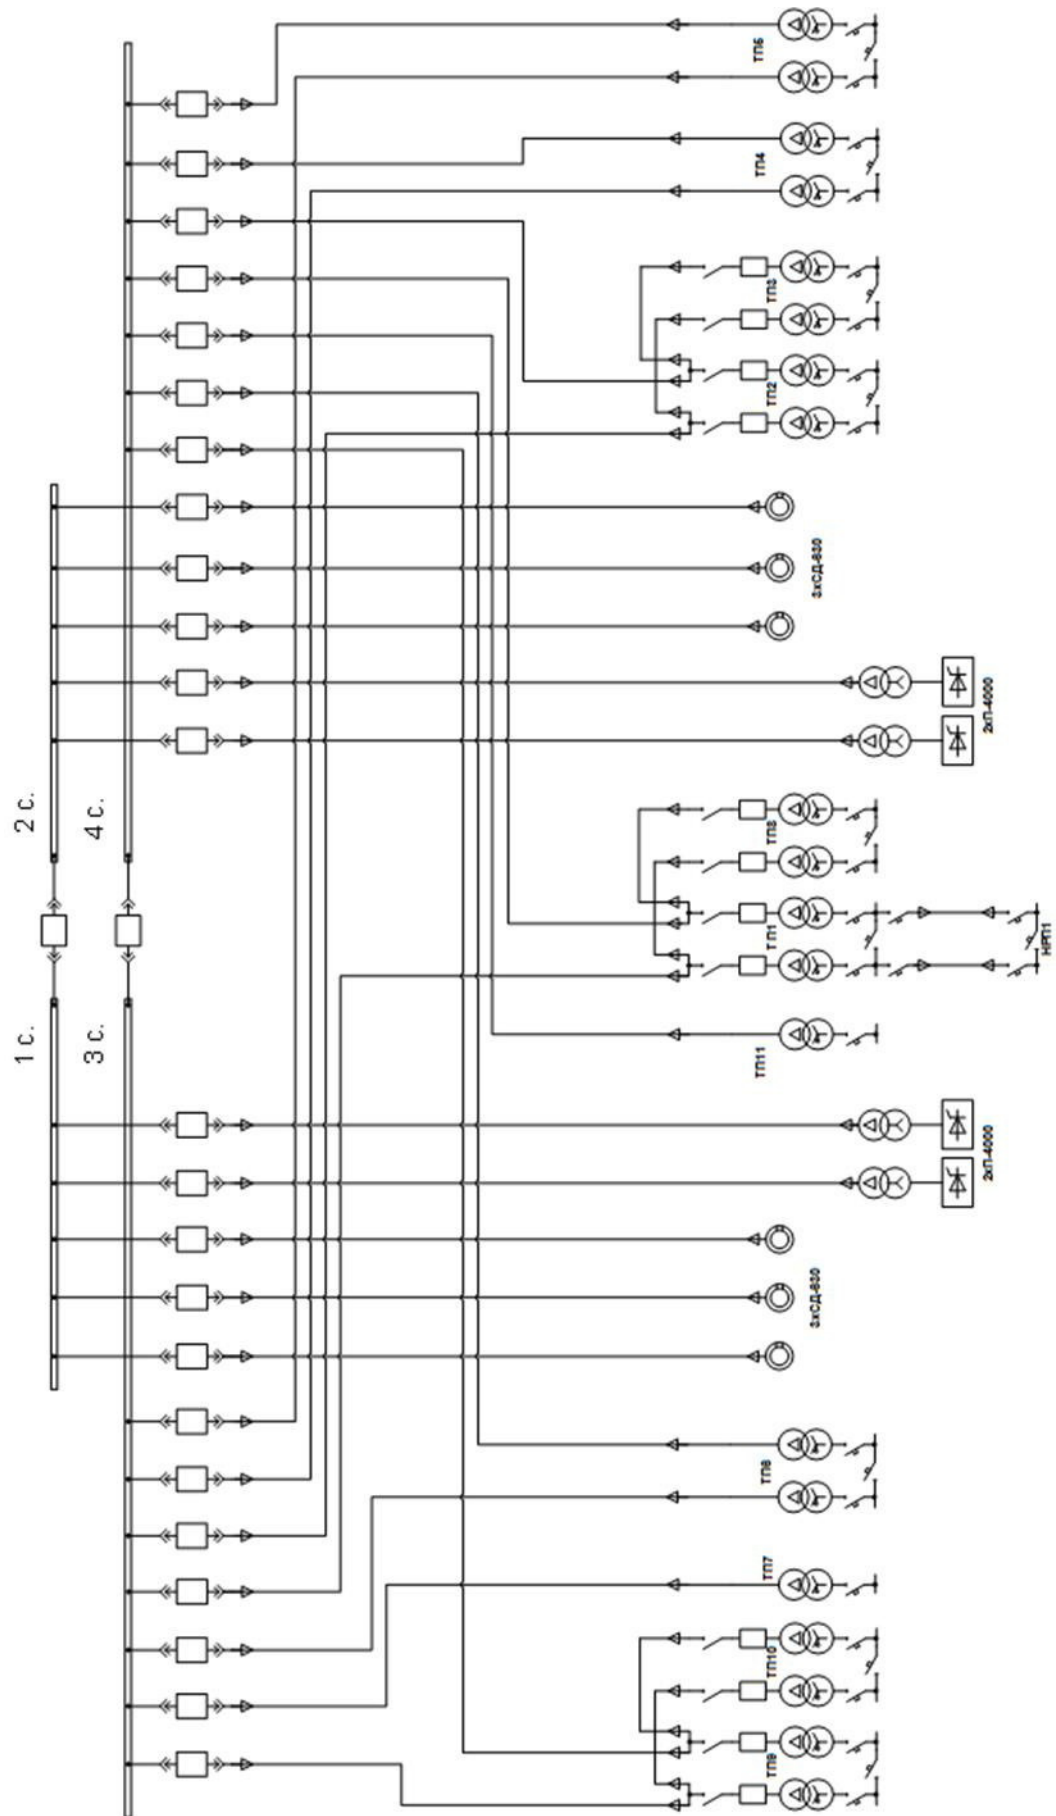 1 с.
2 с.
3 с.
4 с.
ТП9
ТП10
ТП7
ТП6
3хСД-630
2хП-4000
ТП11
ТП1
НРП1
ТП8
2хП-4000
3хСД-630
ТП2
ТП3
ТП4
ТП5